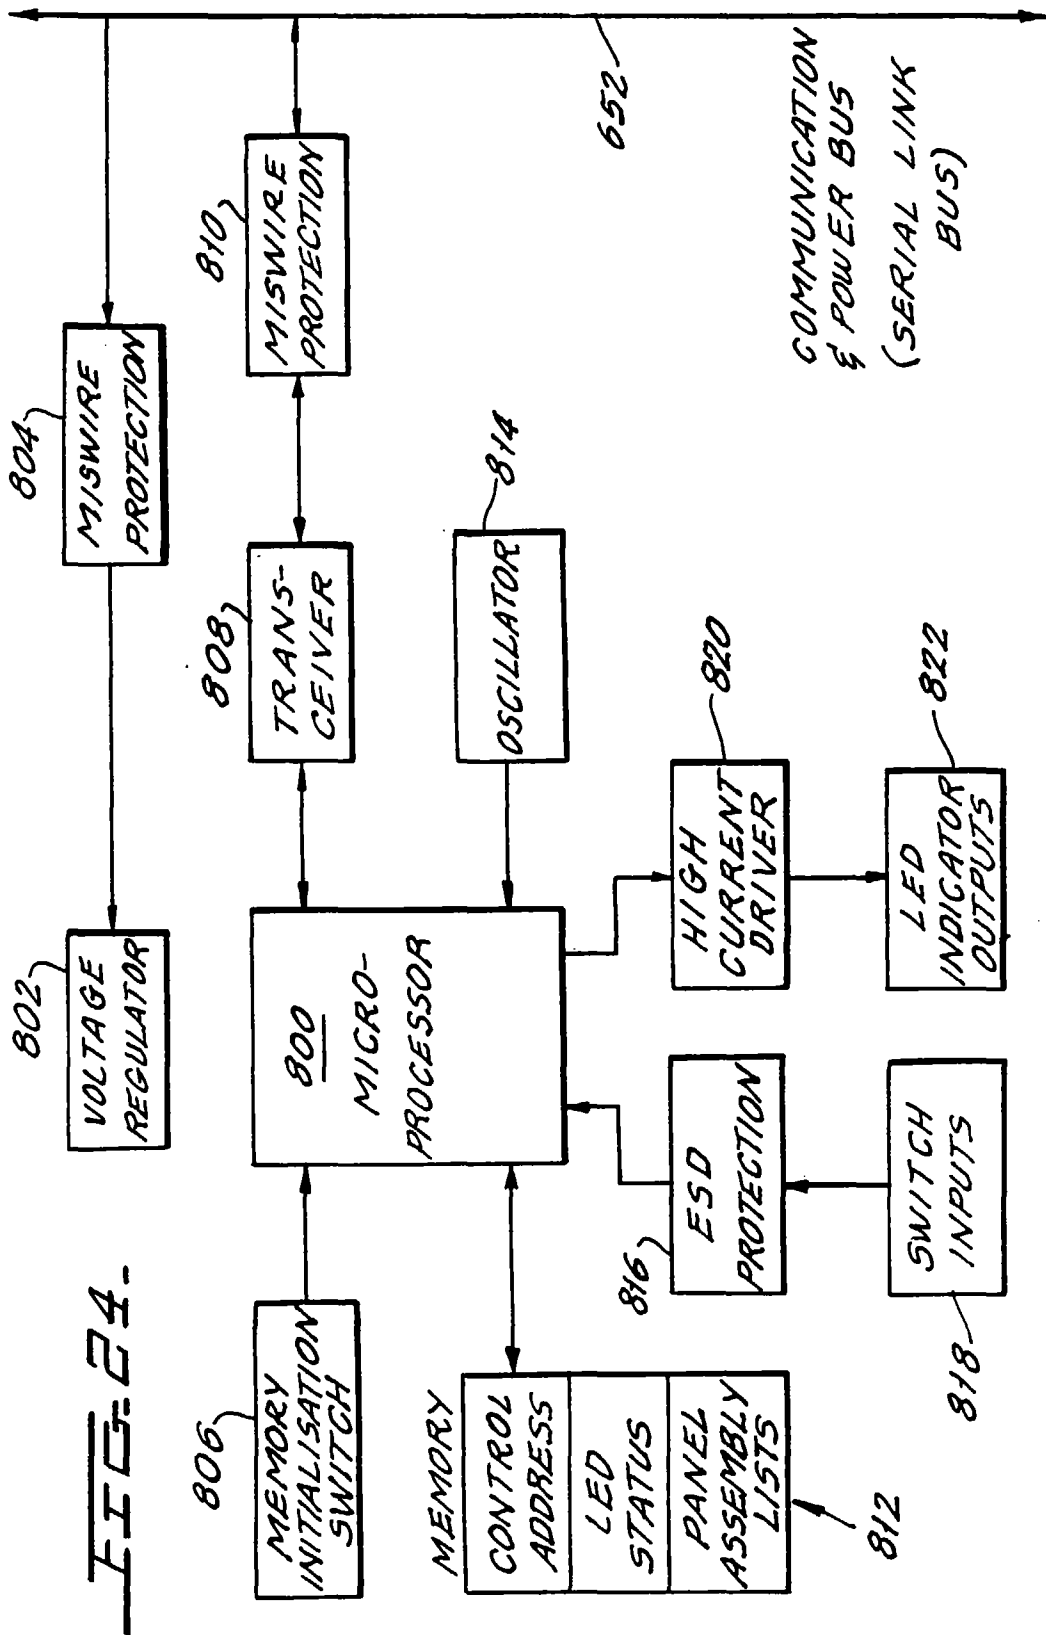 FIG. 24.
802
VOLTAGE
REGULATOR
804
MISWIRE
PROTECTION
806
MEMORY
INITIALISATION
SWITCH
800
MICRO-
PROCESSOR
808
TRANS-
CEIVER
810
MISWIRE
PROTECTION
MEMORY
CONTROL
ADDRESS
LED
STATUS
PANEL
ASSEMBLY
LISTS
812
OSCILLATOR
814
816
ESD
PROTECTION
HIGH
CURRENT
DRIVER
820
652
818
SWITCH
INPUTS
LED
INDICATOR
OUTPUTS
822
COMMUNICATION
& POWER BUS
(SERIAL LINK
BUS)